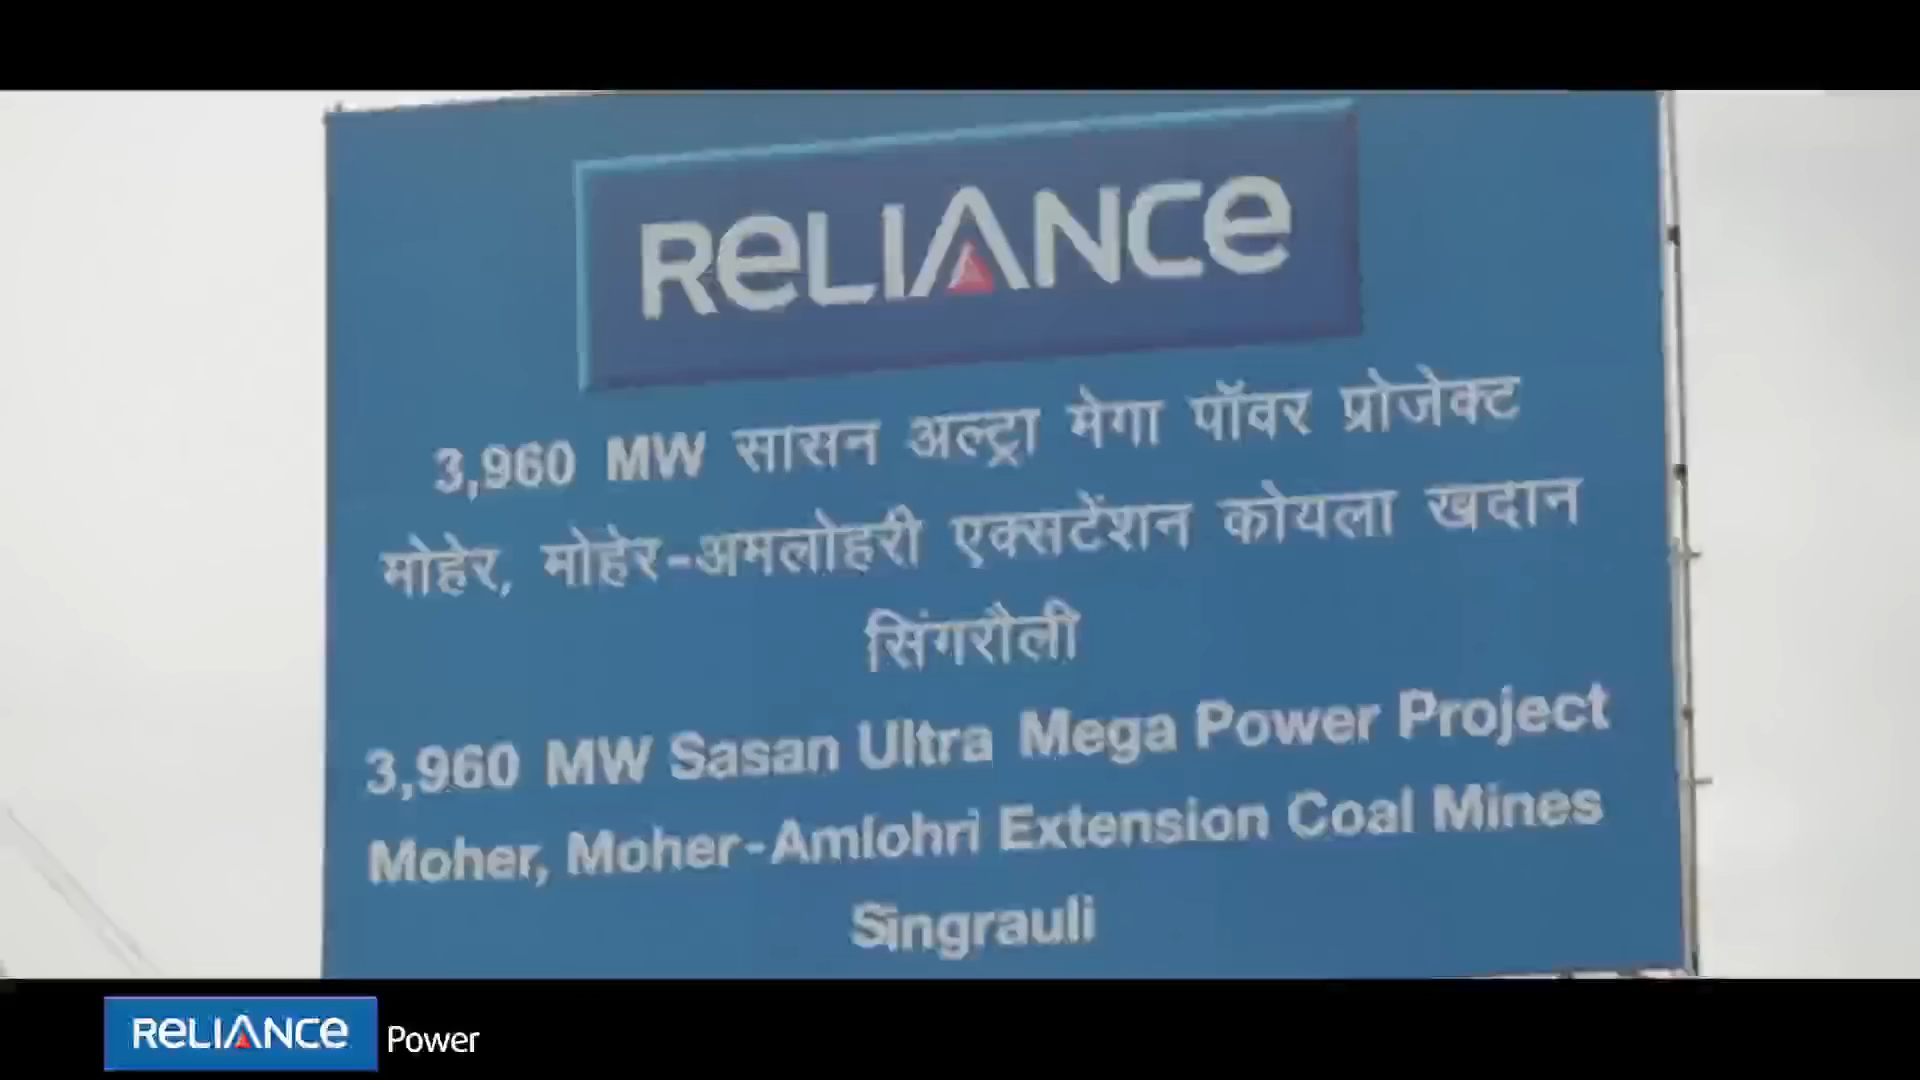 RELIANCE
3,960 MW सासन अल्ट्रा मेगा पॉवर प्रोजेक्ट
मोहेर, मोहेर-अमलोहरी एक्सटेंशन कोयला खदान
सिंगरौली
3,960 MW Sasan Ultra Mega Power Project
Moher, Moher-Amlohri Extension Coal Mines
Singrauli
RELIANCE Power